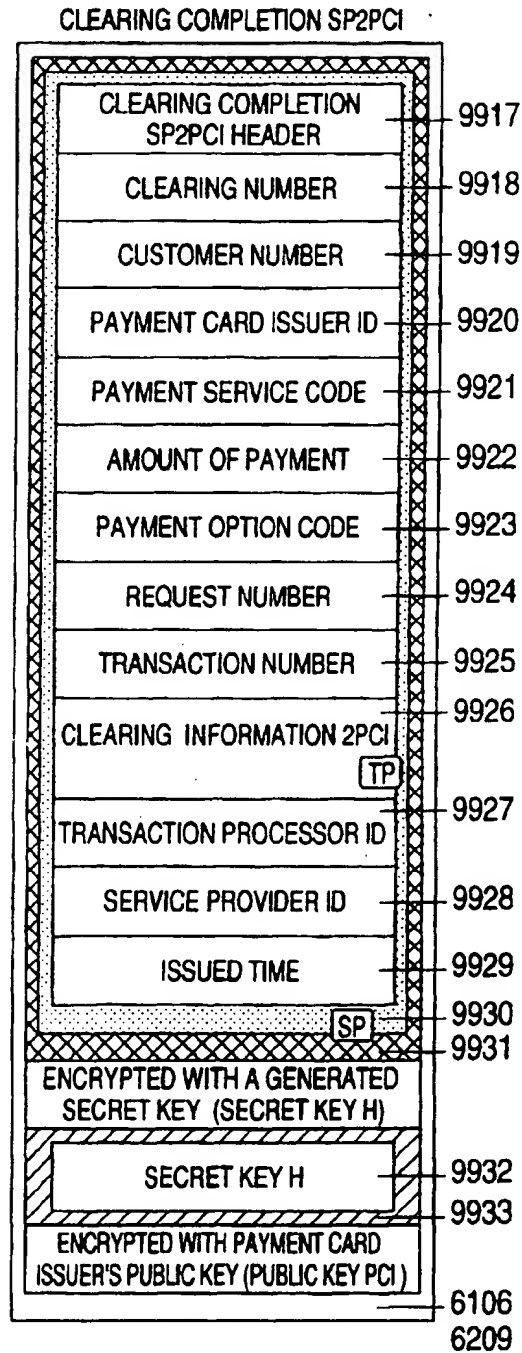 CLEARING COMPLETION SP2PCI
CLEARING COMPLETION
SP2PCI HEADER
9917
CLEARING NUMBER
9918
CUSTOMER NUMBER
9919
PAYMENT CARD ISSUER ID
9920
PAYMENT SERVICE CODE
9921
AMOUNT OF PAYMENT
9922
PAYMENT OPTION CODE
9923
REQUEST NUMBER
9924
TRANSACTION NUMBER
9925
9926
CLEARING INFORMATION 2PCI
TP
9927
TRANSACTION PROCESSOR ID
SERVICE PROVIDER ID
9928
ISSUED TIME
9929
SP
9930
9931
ENCRYPTED WITH A GENERATED
SECRET KEY (SECRET KEY H)
SECRET KEY H
9932
9933
ENCRYPTED WITH PAYMENT CARD
ISSUER'S PUBLIC KEY (PUBLIC KEY PCI)
6106
6209